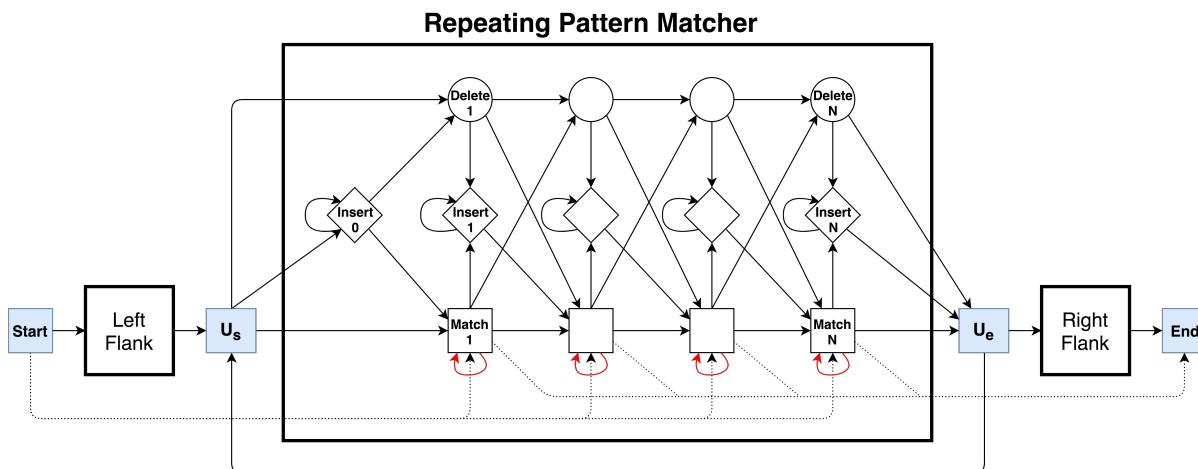 Repeating Pattern Matcher
Delete
1
Delete
N
Insert
0
Insert
1
Insert
N
Start
Left
Flank
Us
Match
1
Match
N
Ue
Right
Flank
End